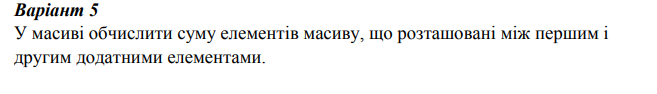 Варіант 5
У масиві обчислити суму елементів масиву, що розташовані між першим і
другим додатними елементами.